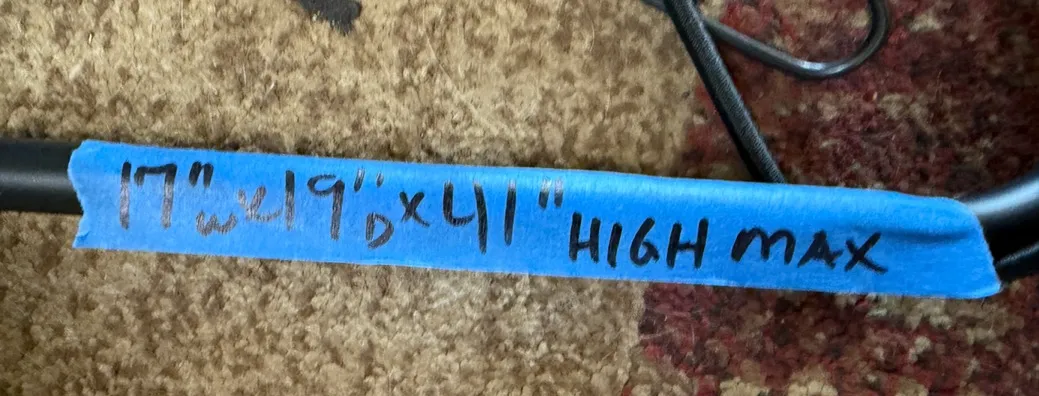 17"W x 19"D x 41" HIGH MAX